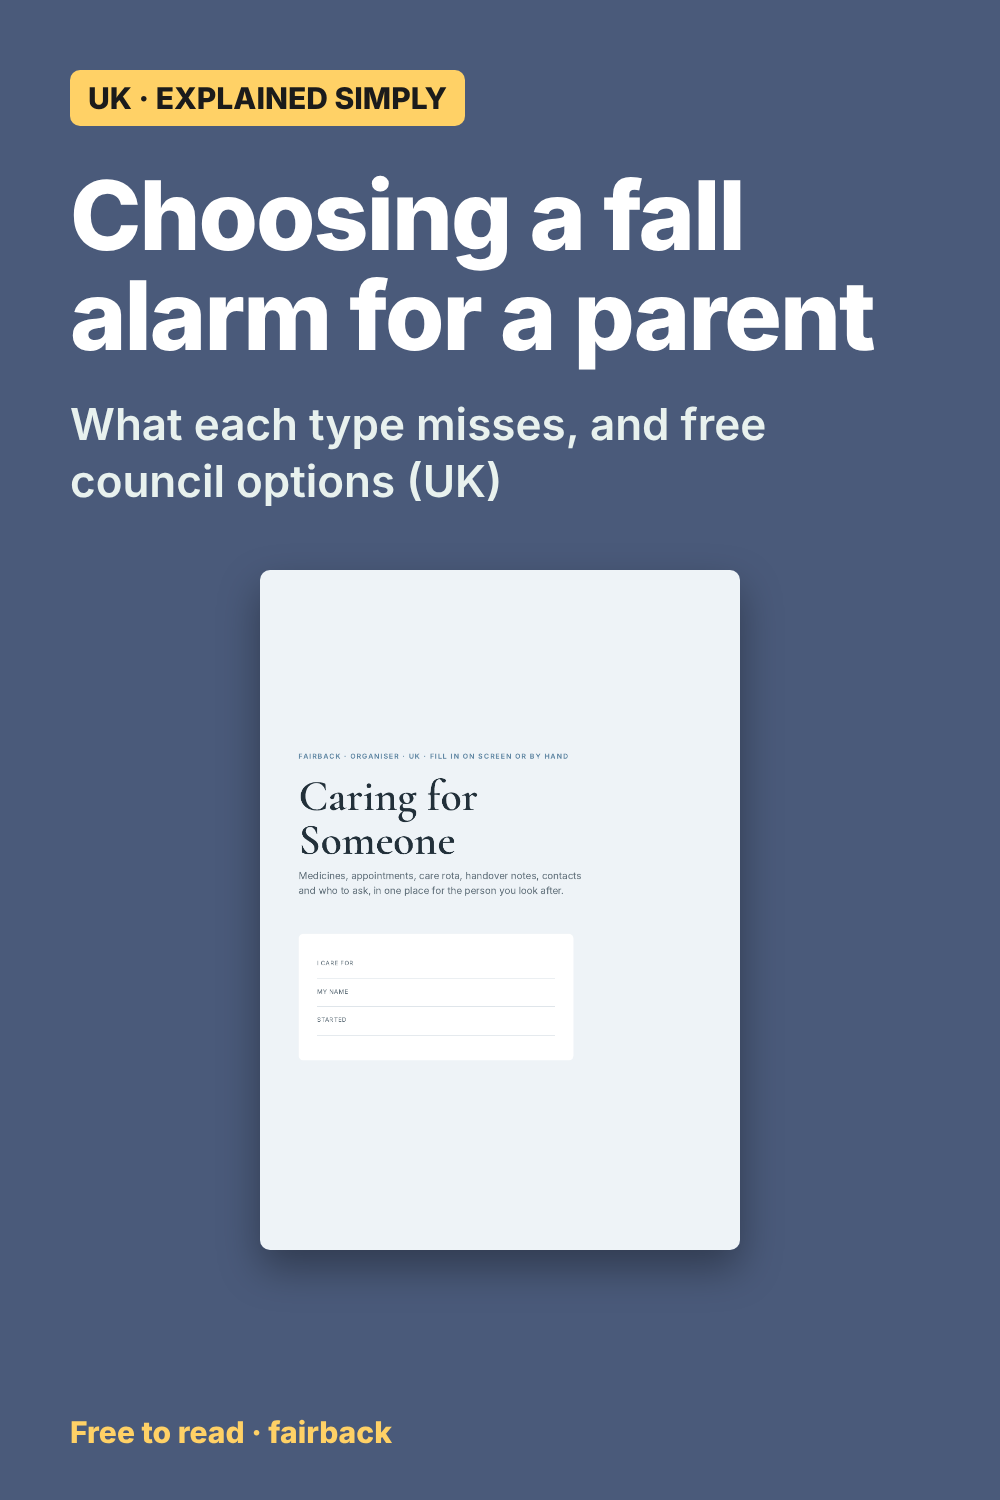 UK · EXPLAINED SIMPLY
Choosing a fall
alarm for a parent
What each type misses, and free
council options (UK)
FAIRBACK · ORGANISER · UK · FILL IN ON SCREEN OR BY HAND
Caring for
Someone
Medicines, appointments, care rota, handover notes, contacts
and who to ask, in one place for the person you look after.
I CARE FOR
MY NAME
STARTED
Free to read · fairback